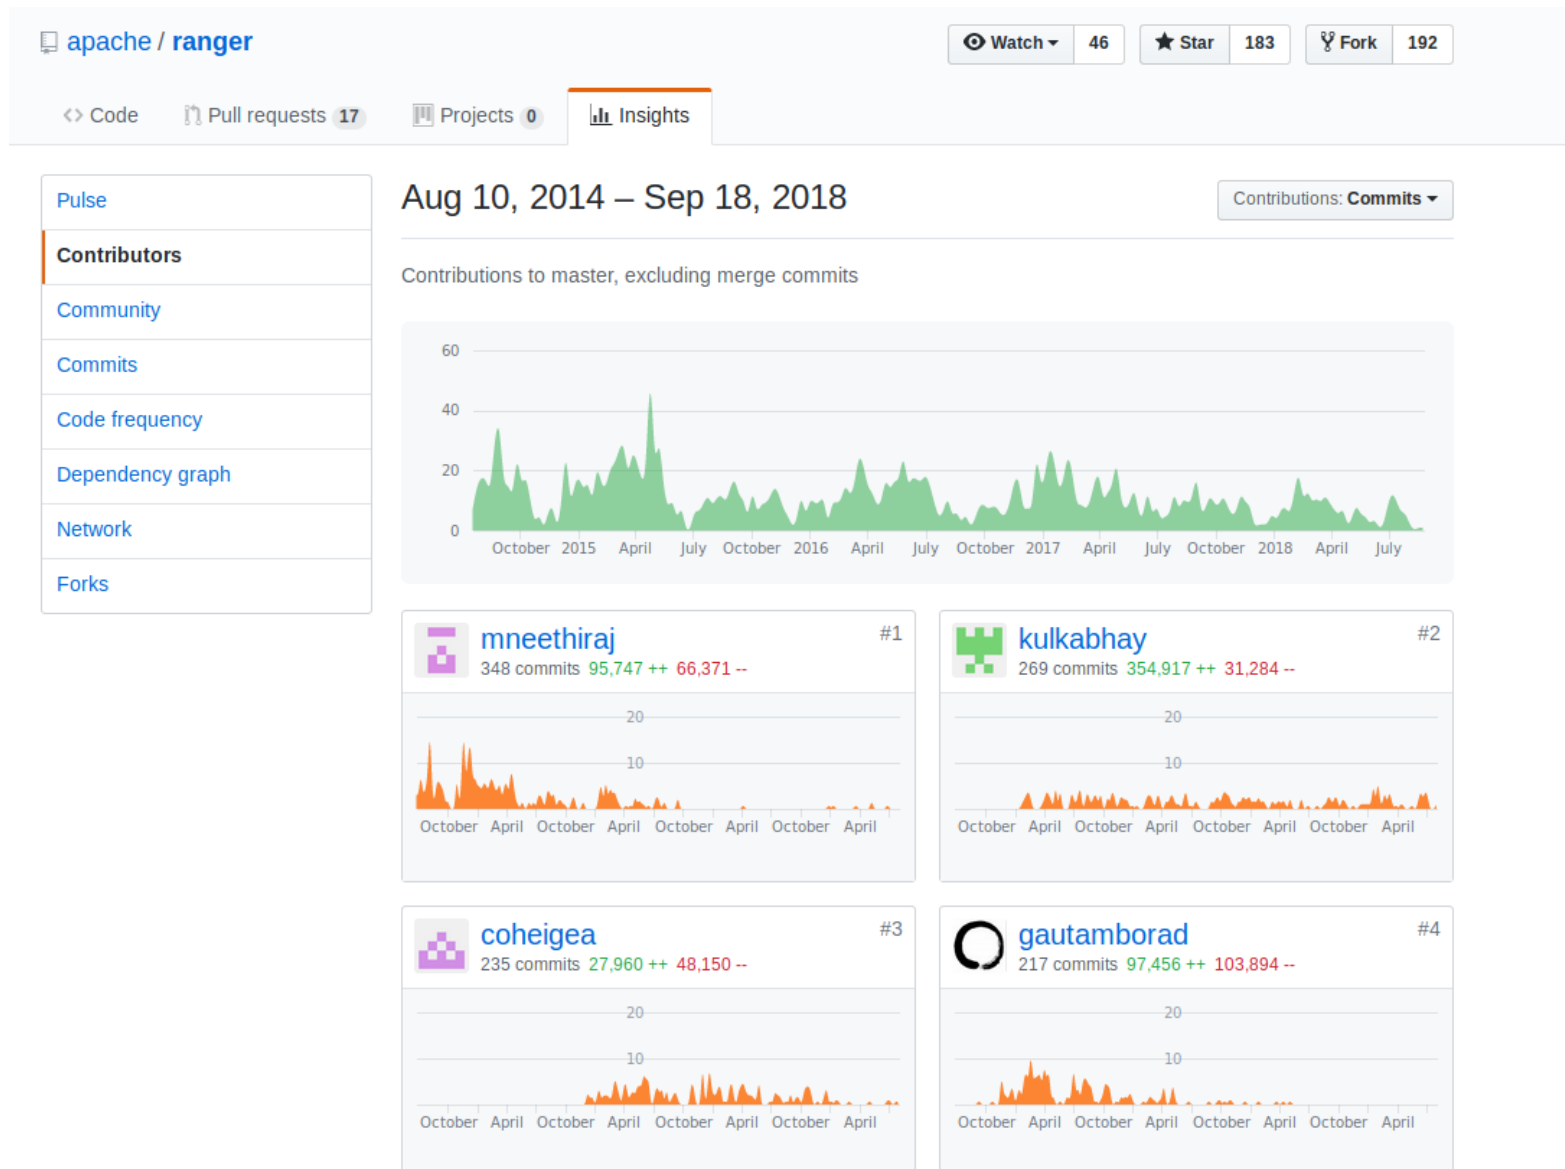 apache / ranger
Watch 46 Star 183 Fork 192
Code Pull requests 17 Projects 0 Insights
Pulse
Contributors
Community
Commits
Code frequency
Dependency graph
Network
Forks
Aug 10, 2014 – Sep 18, 2018
Contributions: Commits
Contributions to master, excluding merge commits
60
40
20
0
October 2015 April July October 2016 April July October 2017 April July October 2018 April July
mneethiraj #1
348 commits 95,747 ++ 66,371 --
20
10
October April October April October April October April
kulkabhay #2
269 commits 354,917 ++ 31,284 --
20
10
October April October April October April October April
coheigea #3
235 commits 27,960 ++ 48,150 --
20
10
October April October April October April October April
gautamborad #4
217 commits 97,456 ++ 103,894 --
20
10
October April October April October April October April